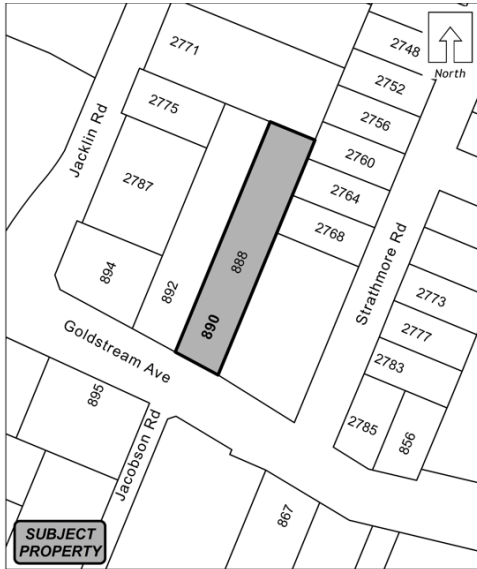 2771
2748
North
2752
2775
2756
Jacklin Rd
2760
2787
2764
2768
888
894
892
Strathmore Rd
2773
890
2777
Goldstream Ave
2783
895
2785
856
Jacobson Rd
867
SUBJECT
PROPERTY